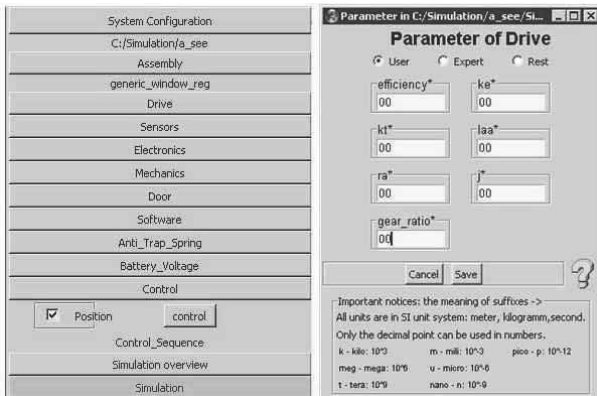 System Configuration
C:/Simulation/a_see
Assembly
generic_window_reg
Drive
Sensors
Electronics
Mechanics
Door
Software
Anti_Trap_Spring
Battery_Voltage
Control
Position control
Control_Sequence
Simulation overview
Simulation
Parameter in C:/Simulation/a_see/Si...
Parameter of Drive
User Expert Rest
efficiency* ke*
00 00
kt* laa*
00 00
ra* j*
00 00
gear_ratio*
00
Cancel Save
Important notices: the meaning of suffixes ->
All units are in SI unit system: meter, kilogramm,second.
Only the decimal point can be used in numbers.
k - kilo: 10^3 m - mili: 10^-3 pico - p: 10^-12
meg - mega: 10^6 u - micro: 10^-6
t - tera: 10^9 nano - n: 10^-9